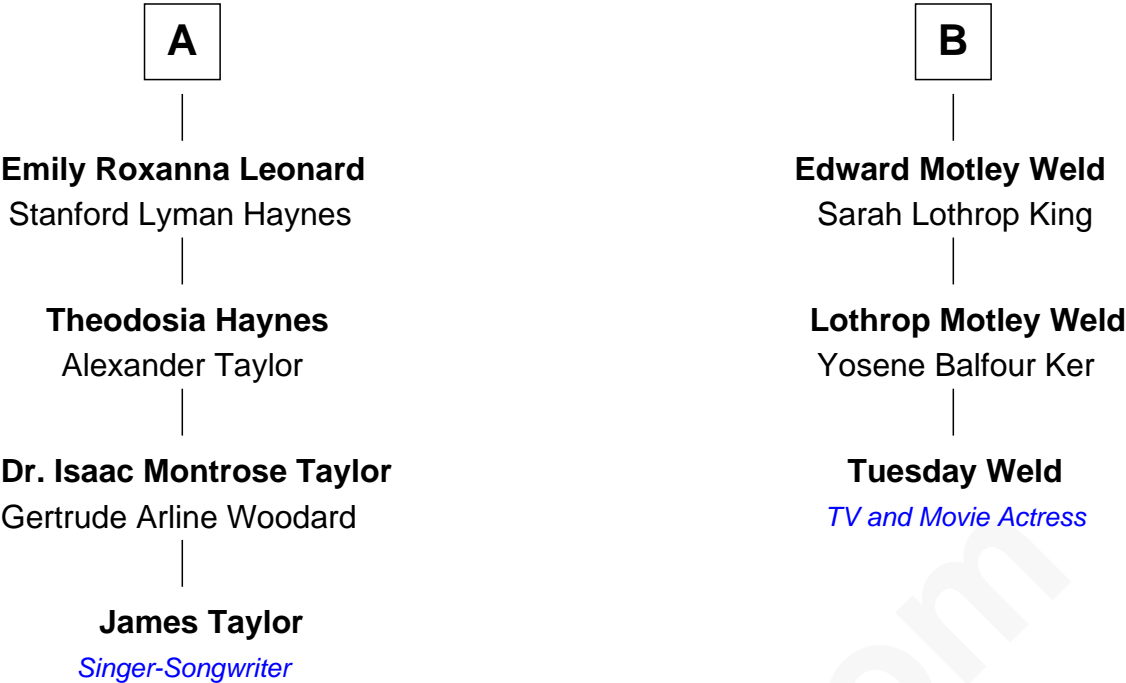 A
B
Emily Roxanna Leonard
Stanford Lyman Haynes
Edward Motley Weld
Sarah Lothrop King
Theodosia Haynes
Alexander Taylor
Lothrop Motley Weld
Yosene Balfour Ker
Dr. Isaac Montrose Taylor
Gertrude Arline Woodard
Tuesday Weld
TV and Movie Actress
James Taylor
Singer-Songwriter
om